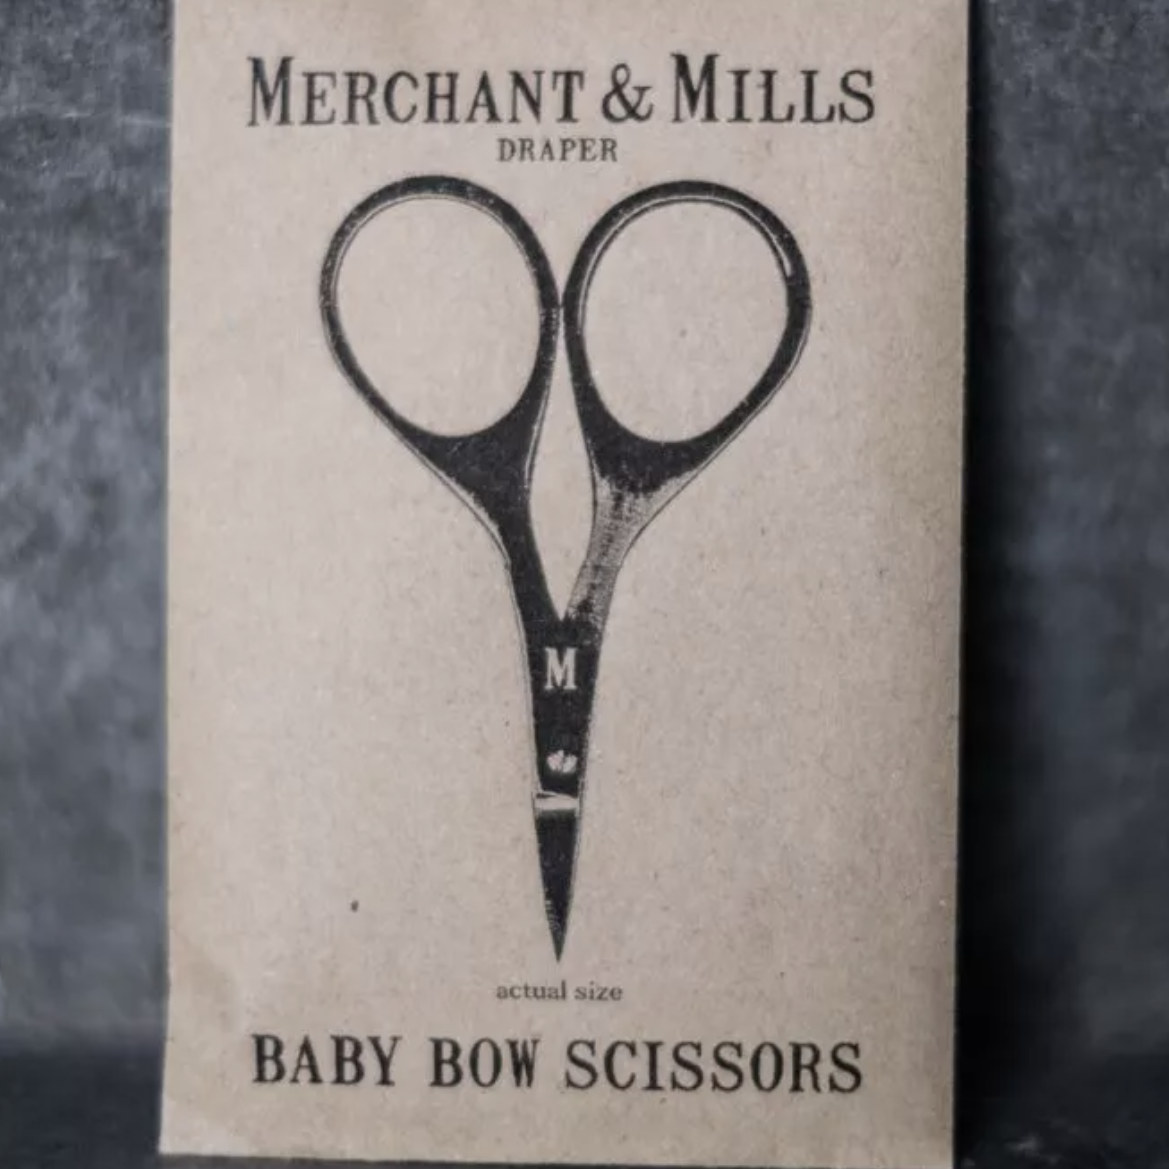 MERCHANT & MILLS
DRAPER
M
actual size
BABY BOW SCISSORS